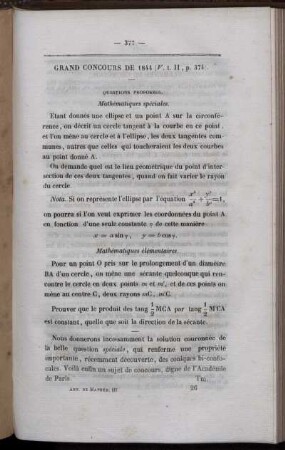 — 377 —
GRAND CONCOURS DE 1844 (V. t. II, p. 374
QUESTIONS PROPOSÉES.
Mathématiques spéciales.
Étant donnés une ellipse et un point A sur la circonfé-
rence, on décrit un cercle tangent à la courbe en ce point,
et l'on mène au cercle et à l'ellipse, les deux tangentes com-
munes, autres que celles qui toucheraient les deux courbes
au point donné A.
On demande quel est le lieu géométrique du point d'inter-
section de ces deux tangentes, quand on fait varier le rayon
du cercle
Nota. Si on représente l'ellipse par l'équation x²/a² + y²/b² = 1,
on pourra si l'on veut exprimer les coordonnées du point A
en fonction d'une seule constante γ de cette manière
x = a sin γ, y = b cos γ.
Mathématiques élémentaires.
Pour un point O pris sur le prolongement d'un diamètre
BA d'un cercle, on mène une sécante quelconque qui ren-
contre le cercle en deux points m et m', et de ces points on
mène au centre C, deux rayons mC, m'C
Prouver que le produit des tang 1/2 MCA par tang 1/2 M'CA
est constant, quelle que soit la direction de la sécante.
Nous donnerons incessamment la solution couronnée de
la belle question spéciale, qui renferme une propriété
importante, récemment découverte, des coniques bi-confo-
cales. Voilà enfin un sujet de concours, digne de l'Académie
de Paris. Tm.
ANN. DE MATHÉM. III 26